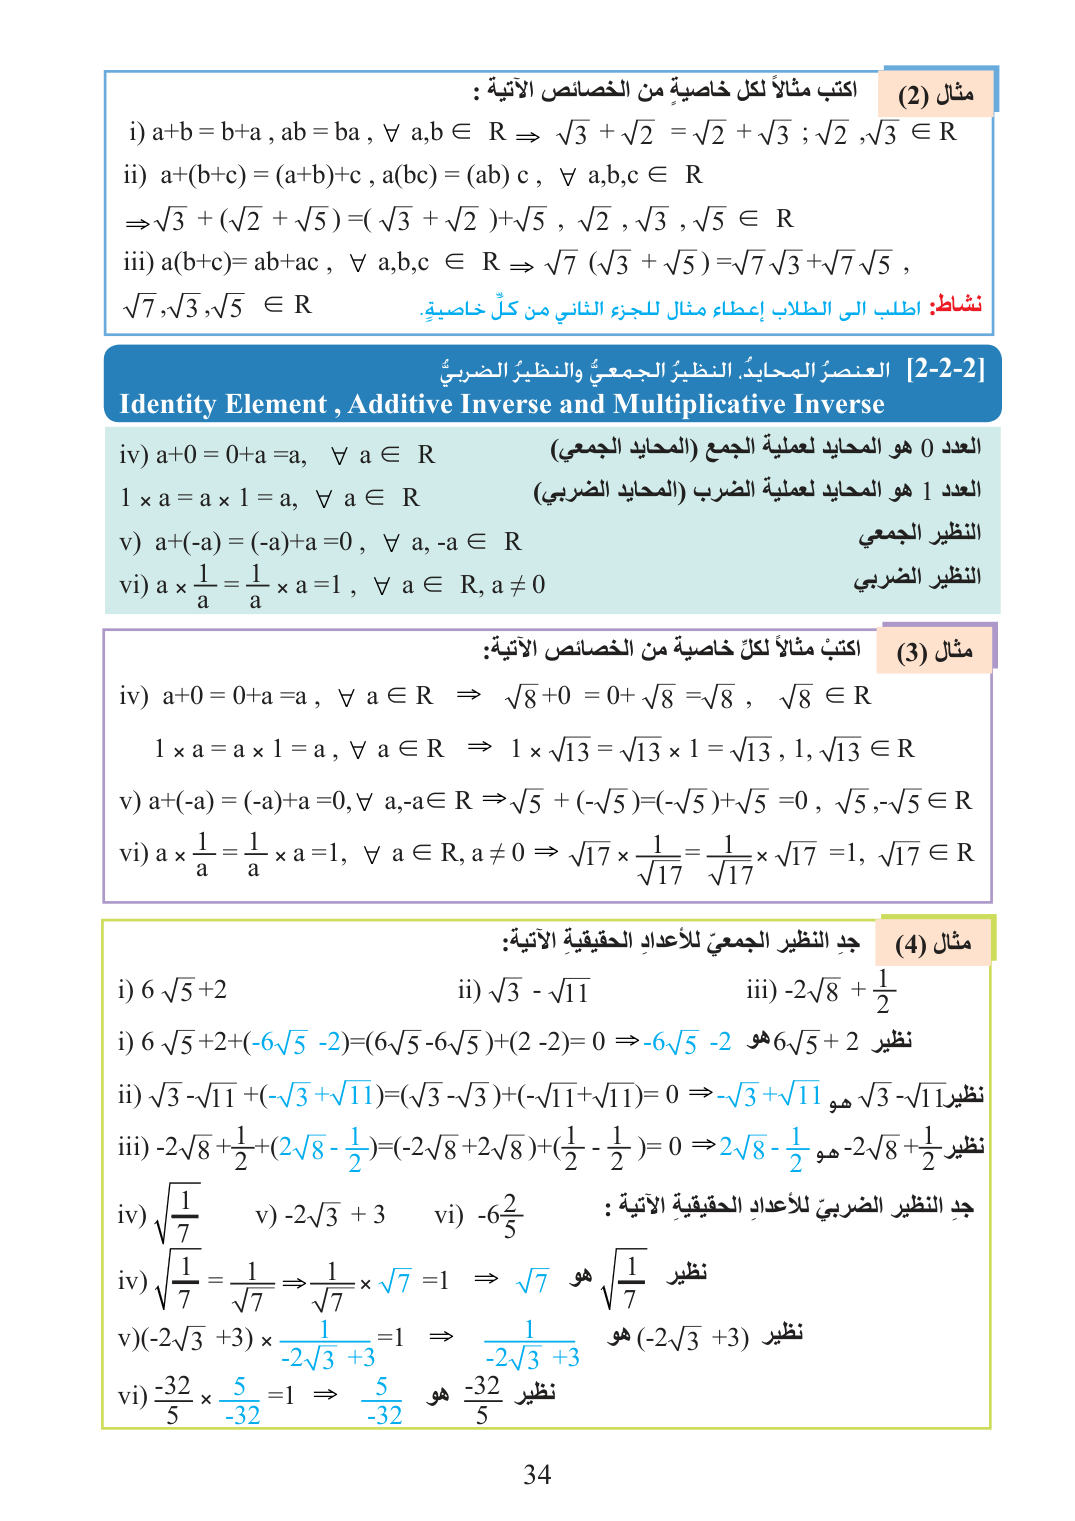 مثال (2) اكتب مثالاً لكل خاصيةٍ من الخصائص الآتية :
i) a+b = b+a , ab = ba , ∀ a,b ∈ R ⇒ √3 + √2 = √2 + √3 ; √2 ,√3 ∈ R
ii) a+(b+c) = (a+b)+c , a(bc) = (ab) c , ∀ a,b,c ∈ R
⇒√3 + (√2 + √5) =( √3 + √2 )+√5 , √2 , √3 , √5 ∈ R
iii) a(b+c)= ab+ac , ∀ a,b,c ∈ R ⇒ √7 (√3 + √5) =√7√3+√7√5 ,
√7,√3,√5 ∈ R نشاط: اطلب الى الطلاب إعطاء مثال للجزء الثاني من كلِّ خاصيةٍ.
[2-2-2] العنصرُ المحايدُ، النظيرُ الجمعيُّ والنظيرُ الضربيُّ
Identity Element , Additive Inverse and Multiplicative Inverse
iv) a+0 = 0+a =a, ∀ a ∈ R العدد 0 هو المحايد لعملية الجمع (المحايد الجمعي)
1 × a = a × 1 = a, ∀ a ∈ R العدد 1 هو المحايد لعملية الضرب (المحايد الضربي)
v) a+(-a) = (-a)+a =0 , ∀ a, -a ∈ R النظير الجمعي
vi) a × 1/a = 1/a × a =1 , ∀ a ∈ R, a ≠ 0 النظير الضربي
مثال (3) اكتبْ مثالاً لكلِّ خاصية من الخصائص الآتية:
iv) a+0 = 0+a =a , ∀ a ∈ R ⇒ √8+0 = 0+ √8 =√8 , √8 ∈ R
1 × a = a × 1 = a , ∀ a ∈ R ⇒ 1 × √13 = √13 × 1 = √13 , 1, √13 ∈ R
v) a+(-a) = (-a)+a =0,∀ a,-a∈ R ⇒√5 + (-√5)=(-√5)+√5 =0 , √5,-√5 ∈ R
vi) a × 1/a = 1/a × a =1, ∀ a ∈ R, a ≠ 0 ⇒ √17 × 1/√17 = 1/√17 × √17 =1, √17 ∈ R
مثال (4) جدِ النظير الجمعيّ للأعدادِ الحقيقيةِ الآتية:
i) 6 √5+2 ii) √3 - √11 iii) -2√8 + 1/2
i) 6 √5+2+(-6√5 -2)=(6√5-6√5)+(2 -2)= 0 ⇒-6√5 -2 هو 6√5+ 2 نظير
ii) √3-√11 +(-√3+√11)=(√3-√3)+(-√11+√11)= 0 ⇒-√3+√11 هو √3-√11 نظير
iii) -2√8+1/2+(2√8- 1/2)=(-2√8+2√8)+(1/2 - 1/2 )= 0 ⇒2√8- 1/2 هو -2√8+1/2 نظير
جدِ النظير الضربيّ للأعدادِ الحقيقيةِ الآتية : iv) √(1/7) v) -2√3 + 3 vi) -6 2/5
iv) √(1/7) = 1/√7 ⇒ 1/√7 × √7 =1 ⇒ √7 هو √(1/7) نظير
v)(-2√3 +3) × 1/(-2√3 +3) =1 ⇒ 1/(-2√3 +3) هو (-2√3 +3) نظير
vi) -32/5 × 5/-32 =1 ⇒ 5/-32 هو -32/5 نظير
34